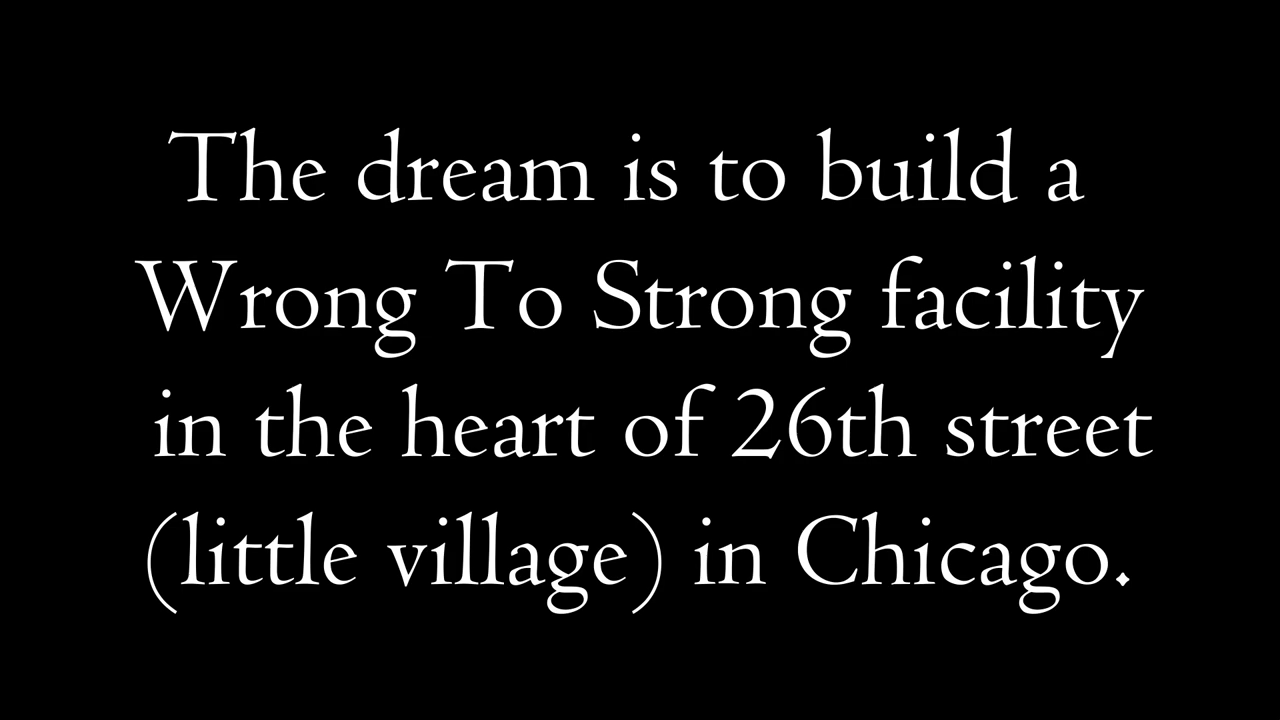 The dream is to build a
Wrong To Strong facility
in the heart of 26th street
(little village) in Chicago.